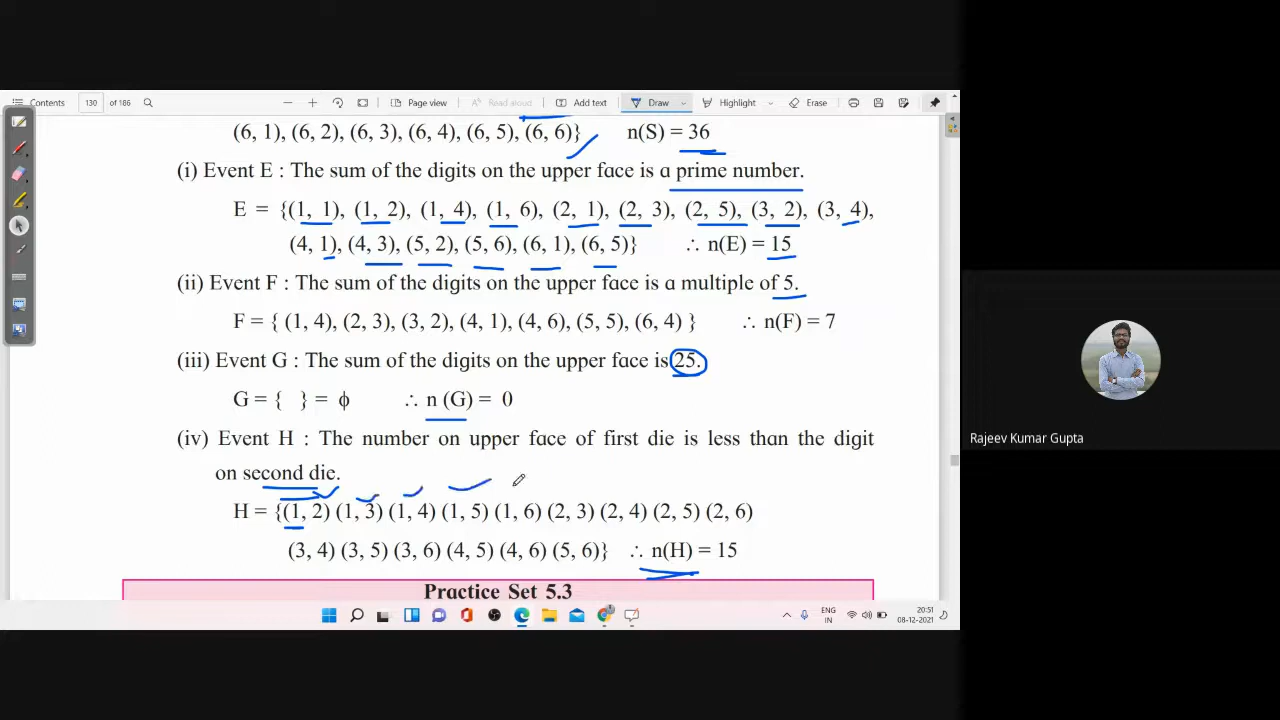 Contents
130 of 186
Page view
Read aloud
Add text
Draw
Highlight
Erase
(6, 1), (6, 2), (6, 3), (6, 4), (6, 5), (6, 6)} n(S) = 36
(i) Event E : The sum of the digits on the upper face is a prime number.
E = {(1, 1), (1, 2), (1, 4), (1, 6), (2, 1), (2, 3), (2, 5), (3, 2), (3, 4),
(4, 1), (4, 3), (5, 2), (5, 6), (6, 1), (6, 5)} ∴ n(E) = 15
(ii) Event F : The sum of the digits on the upper face is a multiple of 5.
F = { (1, 4), (2, 3), (3, 2), (4, 1), (4, 6), (5, 5), (6, 4) } ∴ n(F) = 7
(iii) Event G : The sum of the digits on the upper face is 25.
G = { } = ϕ ∴ n (G) = 0
(iv) Event H : The number on upper face of first die is less than the digit
on second die.
H = {(1, 2) (1, 3) (1, 4) (1, 5) (1, 6) (2, 3) (2, 4) (2, 5) (2, 6)
(3, 4) (3, 5) (3, 6) (4, 5) (4, 6) (5, 6)} ∴ n(H) = 15
Practice Set 5.3
ENG
IN
20:51
08-12-2021
Rajeev Kumar Gupta